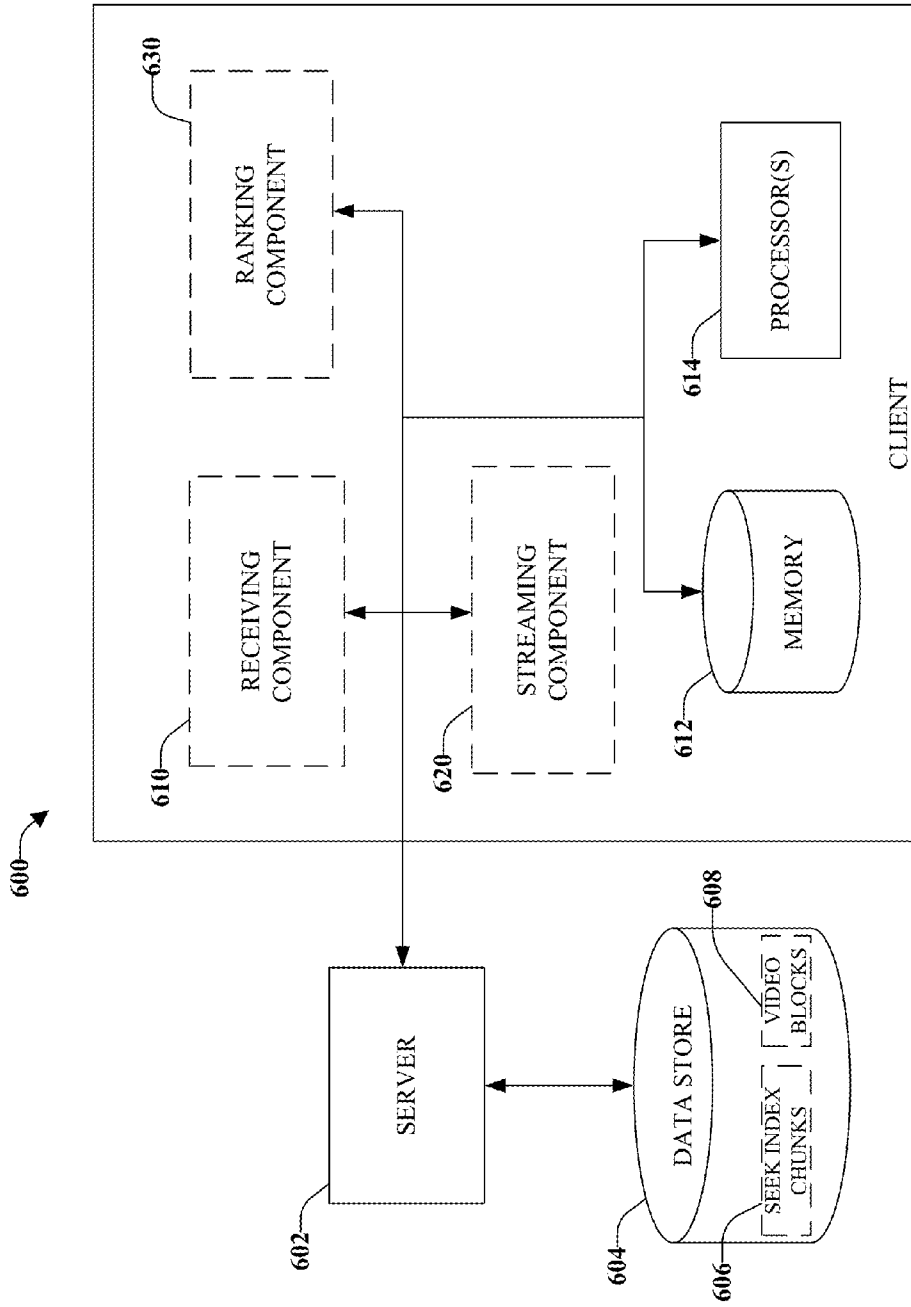 600
602
SERVER
604
DATA STORE
606
SEEK INDEX
CHUNKS
608
VIDEO
BLOCKS
610
RECEIVING
COMPONENT
630
RANKING
COMPONENT
620
STREAMING
COMPONENT
612
MEMORY
614
PROCESSOR(S)
CLIENT